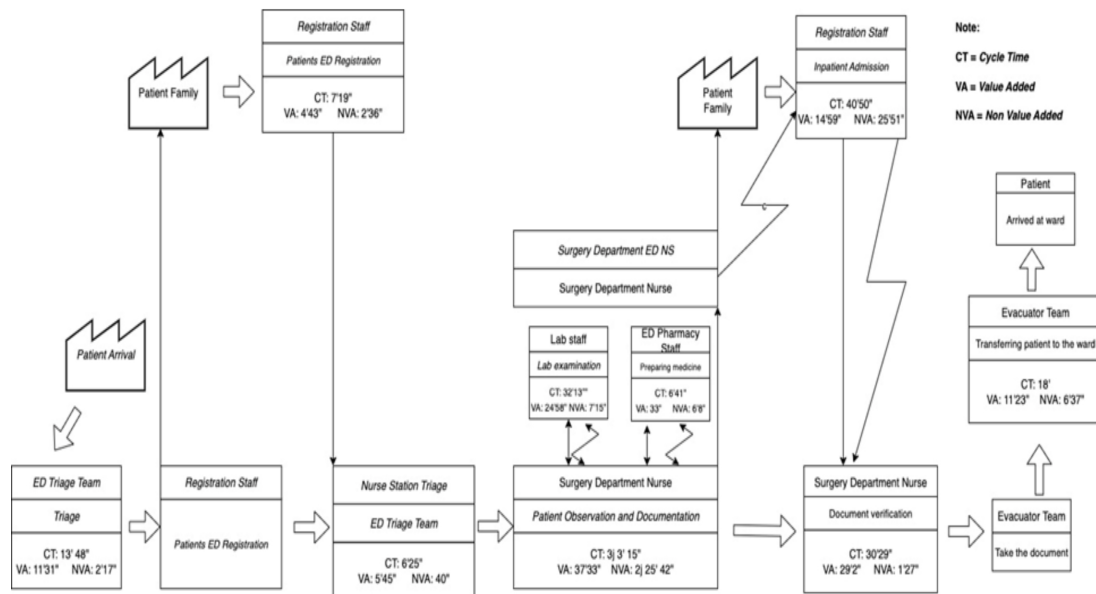 Registration Staff
Patients ED Registration
CT: 7'19"
VA: 4'43" NVA: 2'36"
Patient Family
Patient
Family
Registration Staff
Inpatient Admission
CT: 40'50"
VA: 14'59" NVA: 25'51"
Note:
CT = Cycle Time
VA = Value Added
NVA = Non Value Added
Patient
Arrived at ward
Surgery Department ED NS
Surgery Department Nurse
Patient Arrival
Lab staff
Lab examination
CT: 32'13""
VA: 24'58" NVA: 7'15"
ED Pharmacy
Staff
Preparing medicine
CT: 6'41"
VA: 33" NVA: 6'8"
C
Evacuator Team
Transferring patient to the ward
CT: 18'
VA: 11'23" NVA: 6'37"
ED Triage Team
Triage
CT: 13' 48"
VA: 11'31" NVA: 2'17"
Registration Staff
Patients ED Registration
Nurse Station Triage
ED Triage Team
CT: 6'25"
VA: 5'45" NVA: 40"
Surgery Department Nurse
Patient Observation and Documentation
CT: 3j 3' 15"
VA: 37'33" NVA: 2j 25' 42"
Surgery Department Nurse
Document verification
CT: 30'29"
VA: 29'2" NVA: 1'27"
Evacuator Team
Take the document